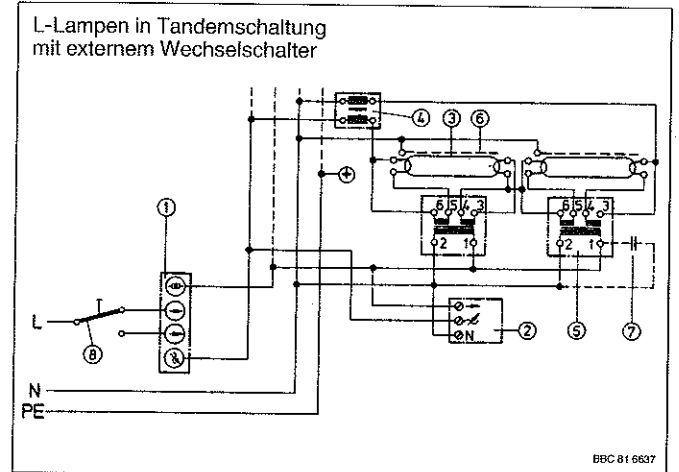 L-Lampen in Tandemschaltung
mit externem Wechselschalter
④ ③ ⑥
①
6 5 4 3
2 1
6 5 4 3
2 1
L
⑧
N
②
⑤
⑦
N
PE
BBC 81 6637